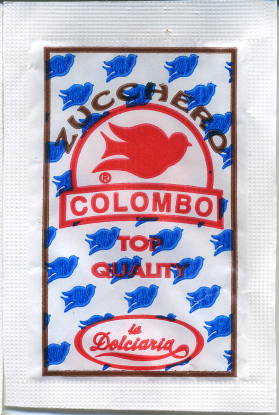 ZUCCHERO
®
COLOMBO
TOP
QUALITY
la
Dolciaria